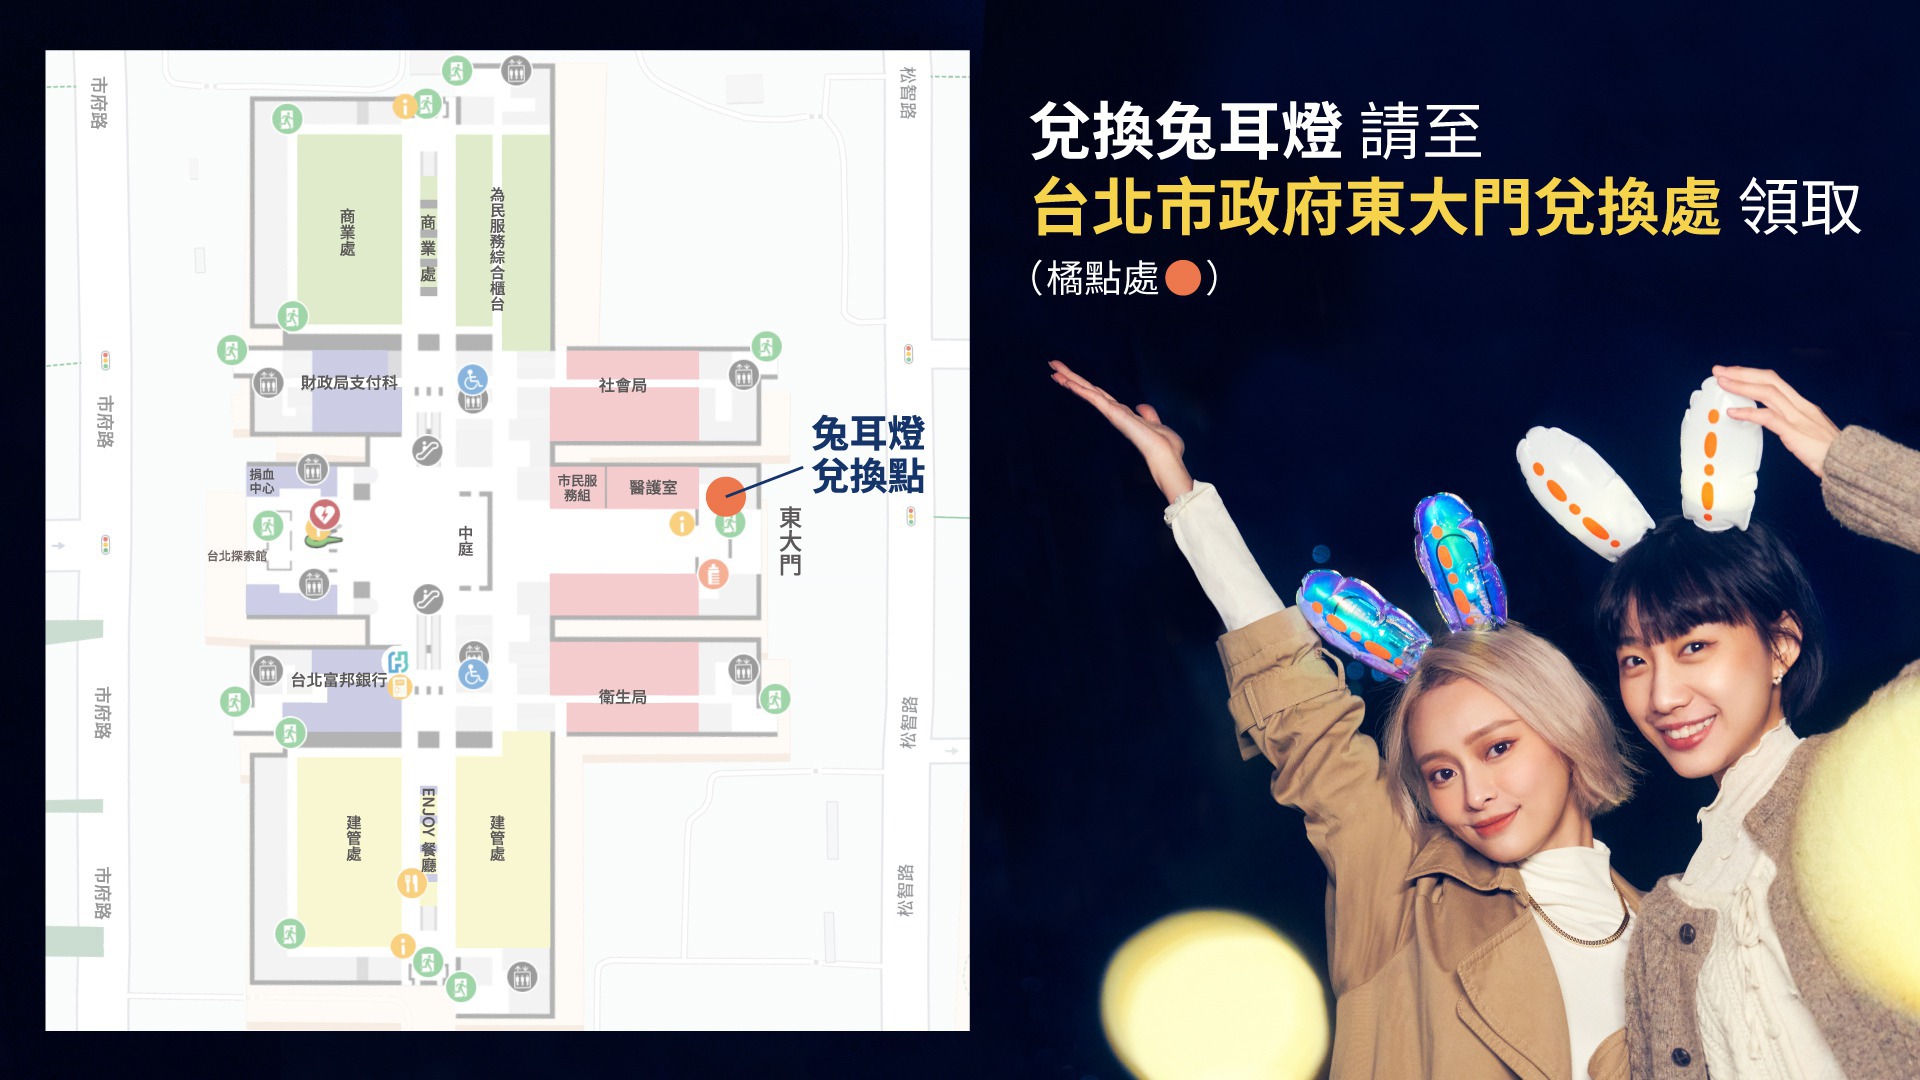 兌換兔耳燈 請至
台北市政府東大門兌換處 領取
（橘點處）
兔耳燈
兌換點
東大門
市府路
市府路
市府路
市府路
松智路
松智路
松智路
商業處
商業處
為民服務綜合櫃台
財政局支付科
社會局
捐血
中心
市民服
務組
醫護室
中庭
台北探索館
台北富邦銀行
衛生局
建管處
ENJOY 餐廳
建管處